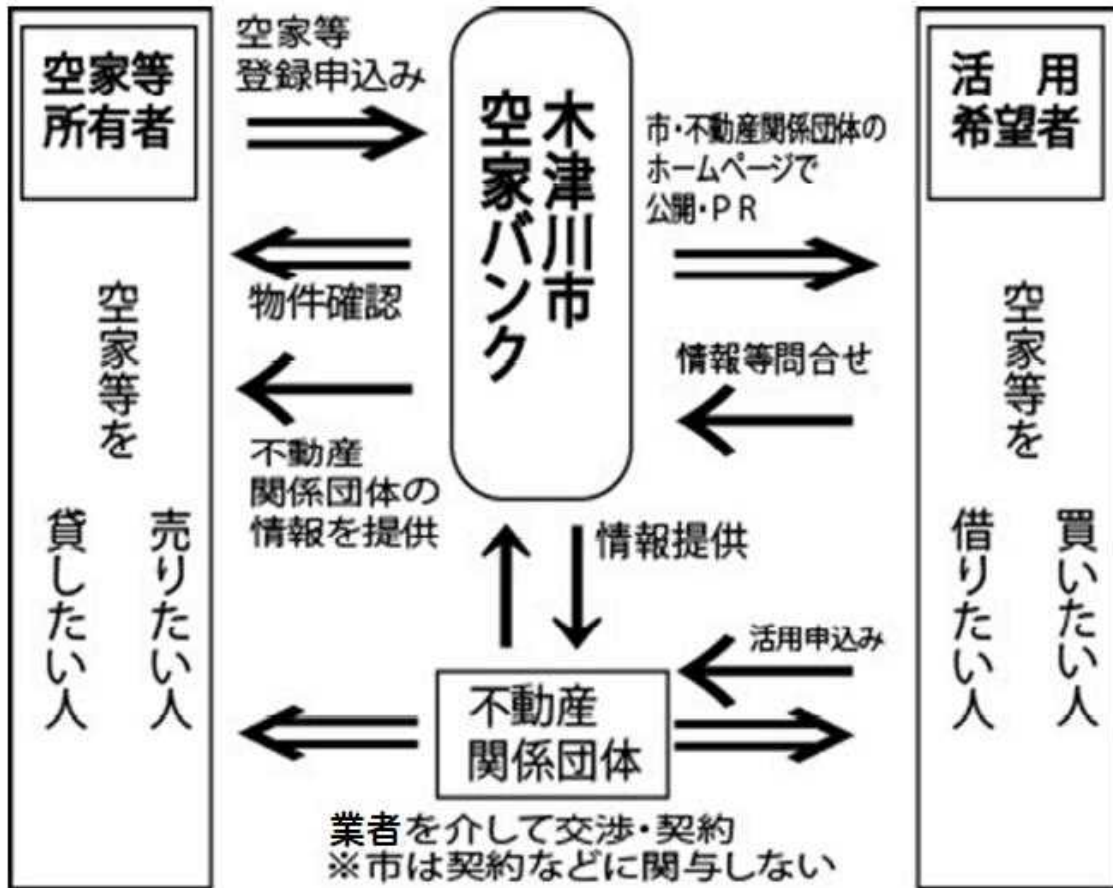 空家等
所有者
空家等を
売りたい人
貸したい人
空家等
登録申込み
物件確認
不動産
関係団体の
情報を提供
木津川市
空家バンク
市・不動産関係団体の
ホームページで
公開・ＰＲ
情報等問合せ
情報提供
活用申込み
不動産
関係団体
業者を介して交渉・契約
※市は契約などに関与しない
活　用
希望者
空家等を
買いたい人
借りたい人